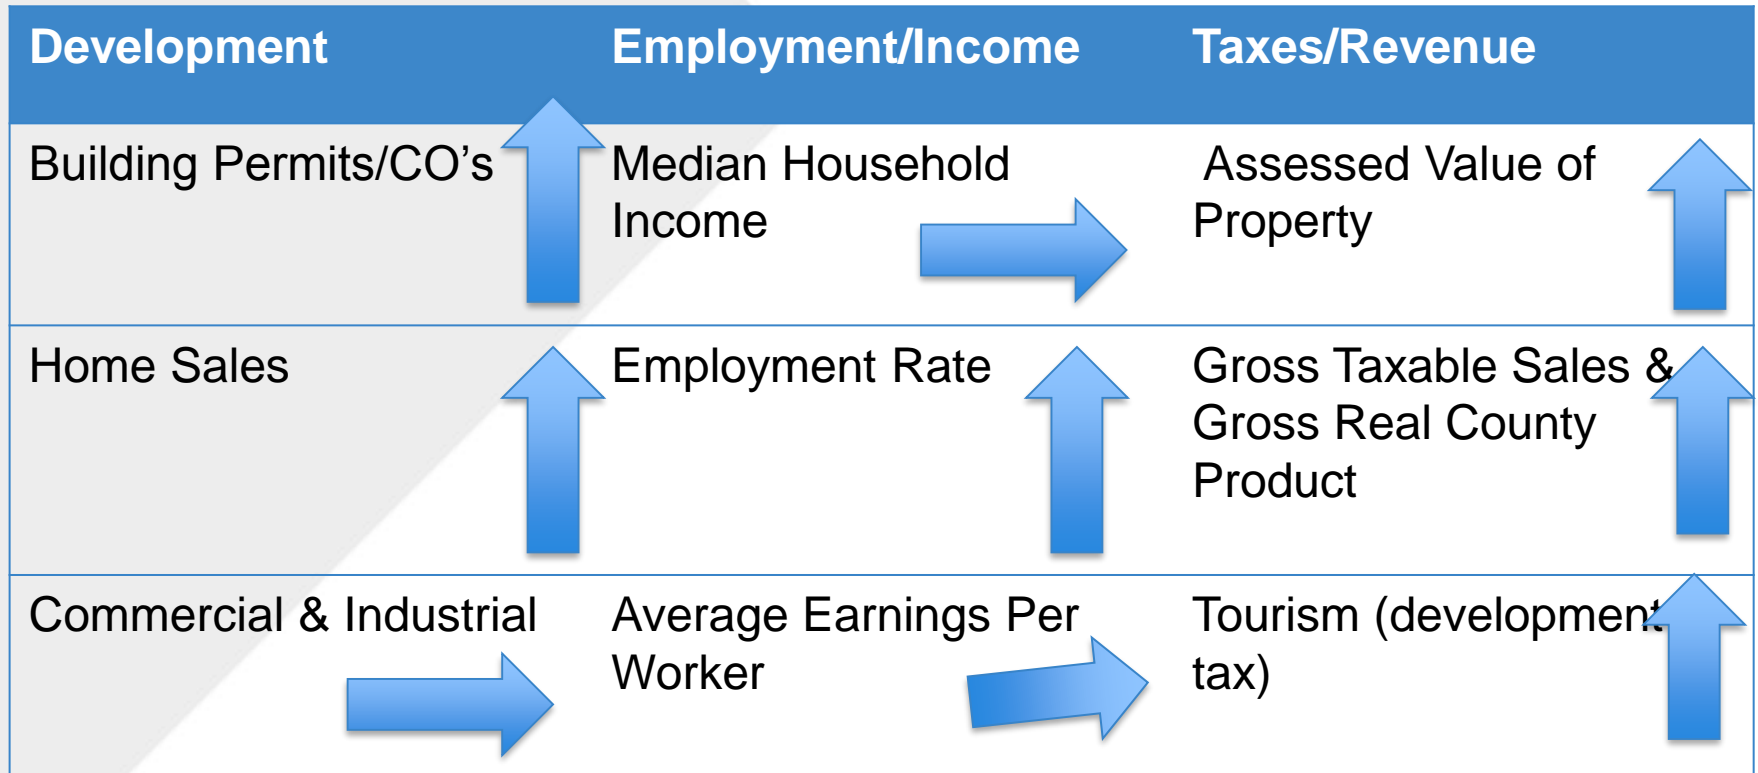 Development
Employment/Income
Taxes/Revenue
Building Permits/CO’s
Median Household
Income
Assessed Value of
Property
Home Sales
Employment Rate
Gross Taxable Sales &
Gross Real County
Product
Commercial & Industrial
Average Earnings Per
Worker
Tourism (development
tax)